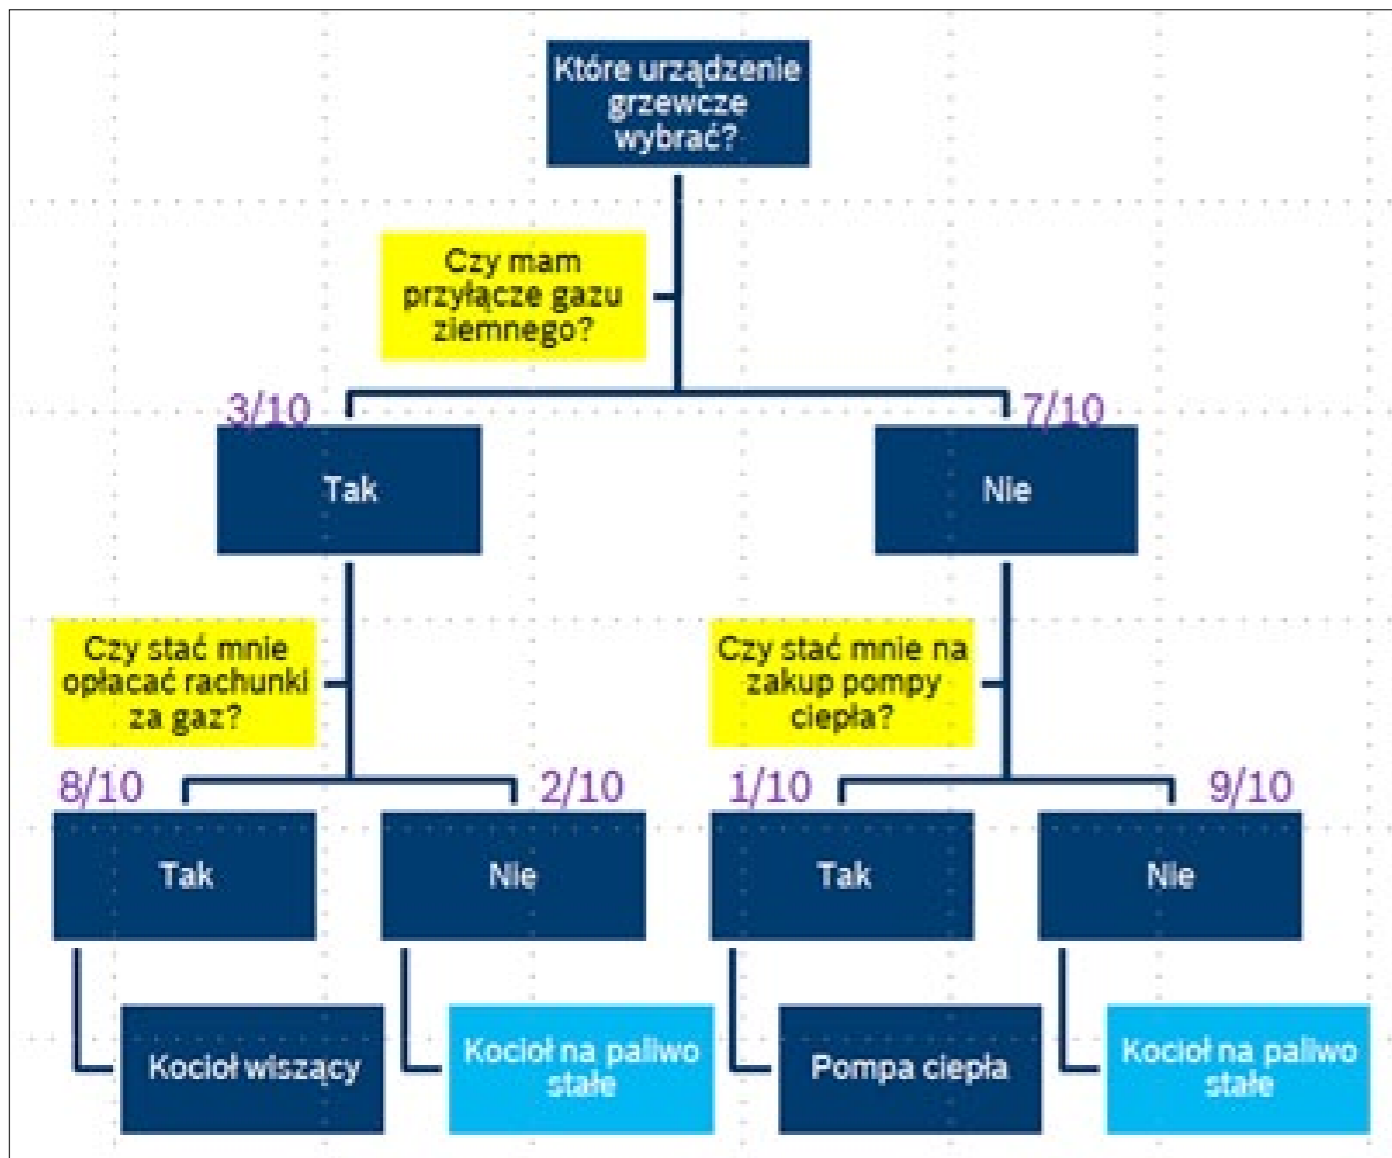 Które urządzenie
grzewcze
wybrać?
Czy mam
przyłącze gazu
ziemnego?
3/10
7/10
Tak
Nie
Czy stać mnie
opłacać rachunki
za gaz?
Czy stać mnie na
zakup pompy
ciepła?
8/10
2/10
1/10
9/10
Tak
Nie
Tak
Nie
Kocioł wiszący
Kocioł na paliwo
stałe
Pompa ciepła
Kocioł na paliwo
stałe